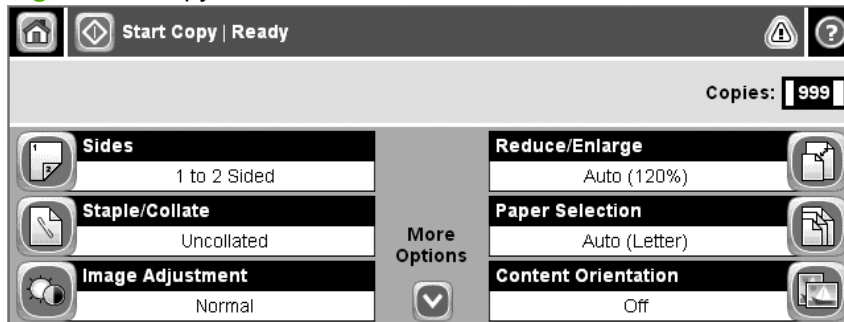 Start Copy | Ready
?
Copies: 999
Sides
1 to 2 Sided
Staple/Collate
Uncollated
Image Adjustment
Normal
More
Options
Reduce/Enlarge
Auto (120%)
Paper Selection
Auto (Letter)
Content Orientation
Off